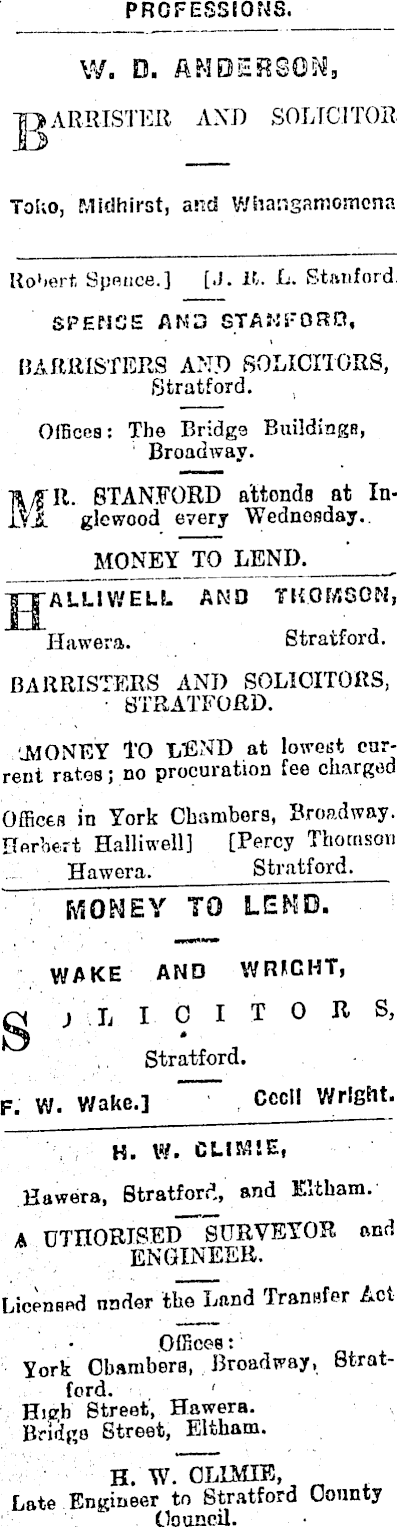 PROFESSIONS.
W. D. ANDERSON,
BARRISTER AND SOLICITOR
Toko, Midhirst, and Whangamomona
Robert Spence.] [J. R. L. Stanford.
SPENCE AND STANFORD,
BARRISTERS AND SOLICITORS,
Stratford.
Offices: The Bridge Buildings,
Broadway.
MR. STANFORD attends at In-
glewood every Wednesday.
MONEY TO LEND.
HALLIWELL AND THOMSON,
Hawera. Stratford.
BARRISTERS AND SOLICITORS,
STRATFORD.
MONEY TO LEND at lowest cur-
rent rates; no procuration fee charged
Offices in York Chambers, Broadway.
Herbert Halliwell] [Percy Thomson
Hawera. Stratford.
MONEY TO LEND.
WAKE AND WRIGHT,
SOLICITORS,
Stratford.
F. W. Wake.] Cecil Wright.
H. W. CLIMIE,
Hawera, Stratford, and Eltham.
AUTHORISED SURVEYOR and
ENGINEER.
Licensed under the Land Transfer Act
Offices:
York Chambers, Broadway, Strat-
ford.
High Street, Hawera.
Bridge Street, Eltham.
H. W. CLIMIE,
Late Engineer to Stratford County
Council.